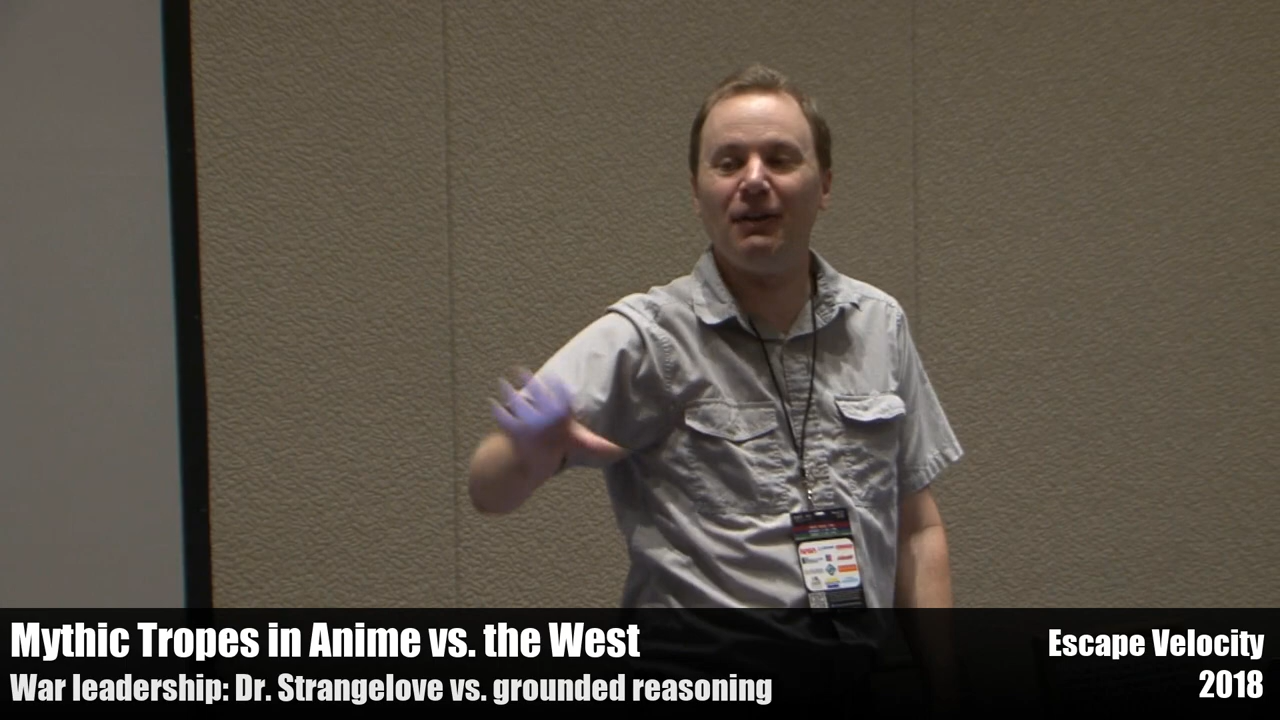 Mythic Tropes in Anime vs. the West
War leadership: Dr. Strangelove vs. grounded reasoning
Escape Velocity
2018